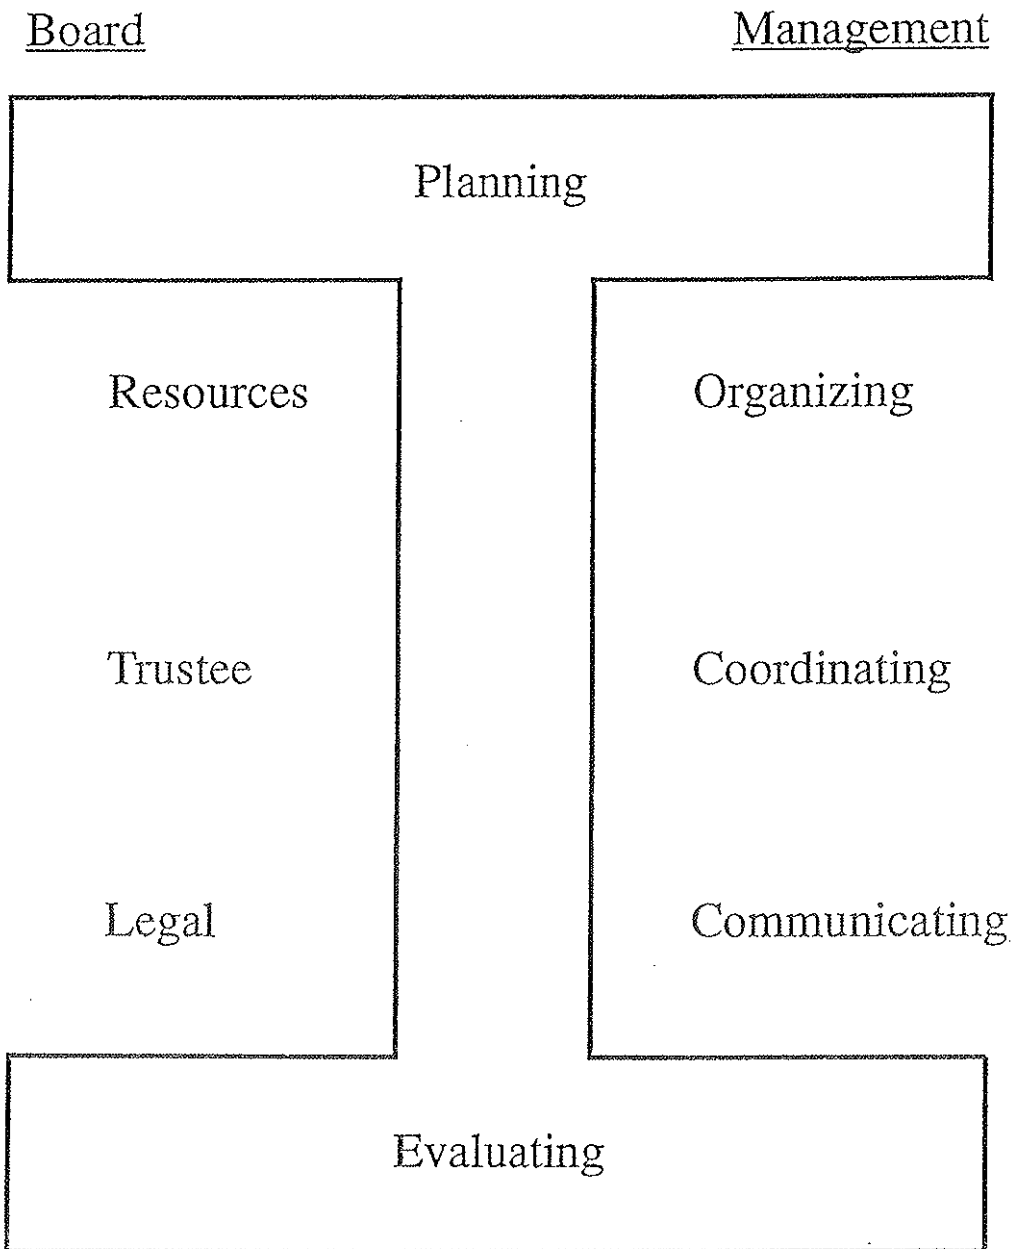 Board Management
Planning
Resources Organizing
Trustee Coordinating
Legal Communicating
Evaluating